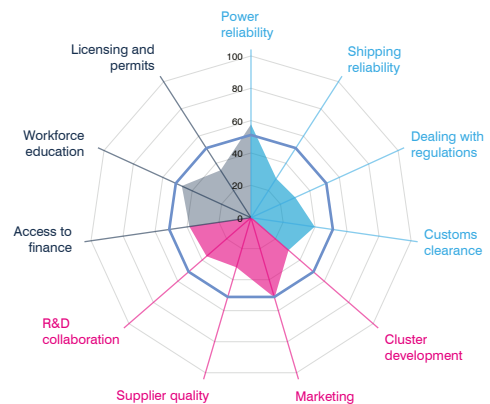 Power
reliability
Licensing and
permits
Shipping
reliability
100
80
60
40
20
0
Workforce
education
Dealing with
regulations
Access to
finance
Customs
clearance
R&D
collaboration
Cluster
development
Supplier quality
Marketing